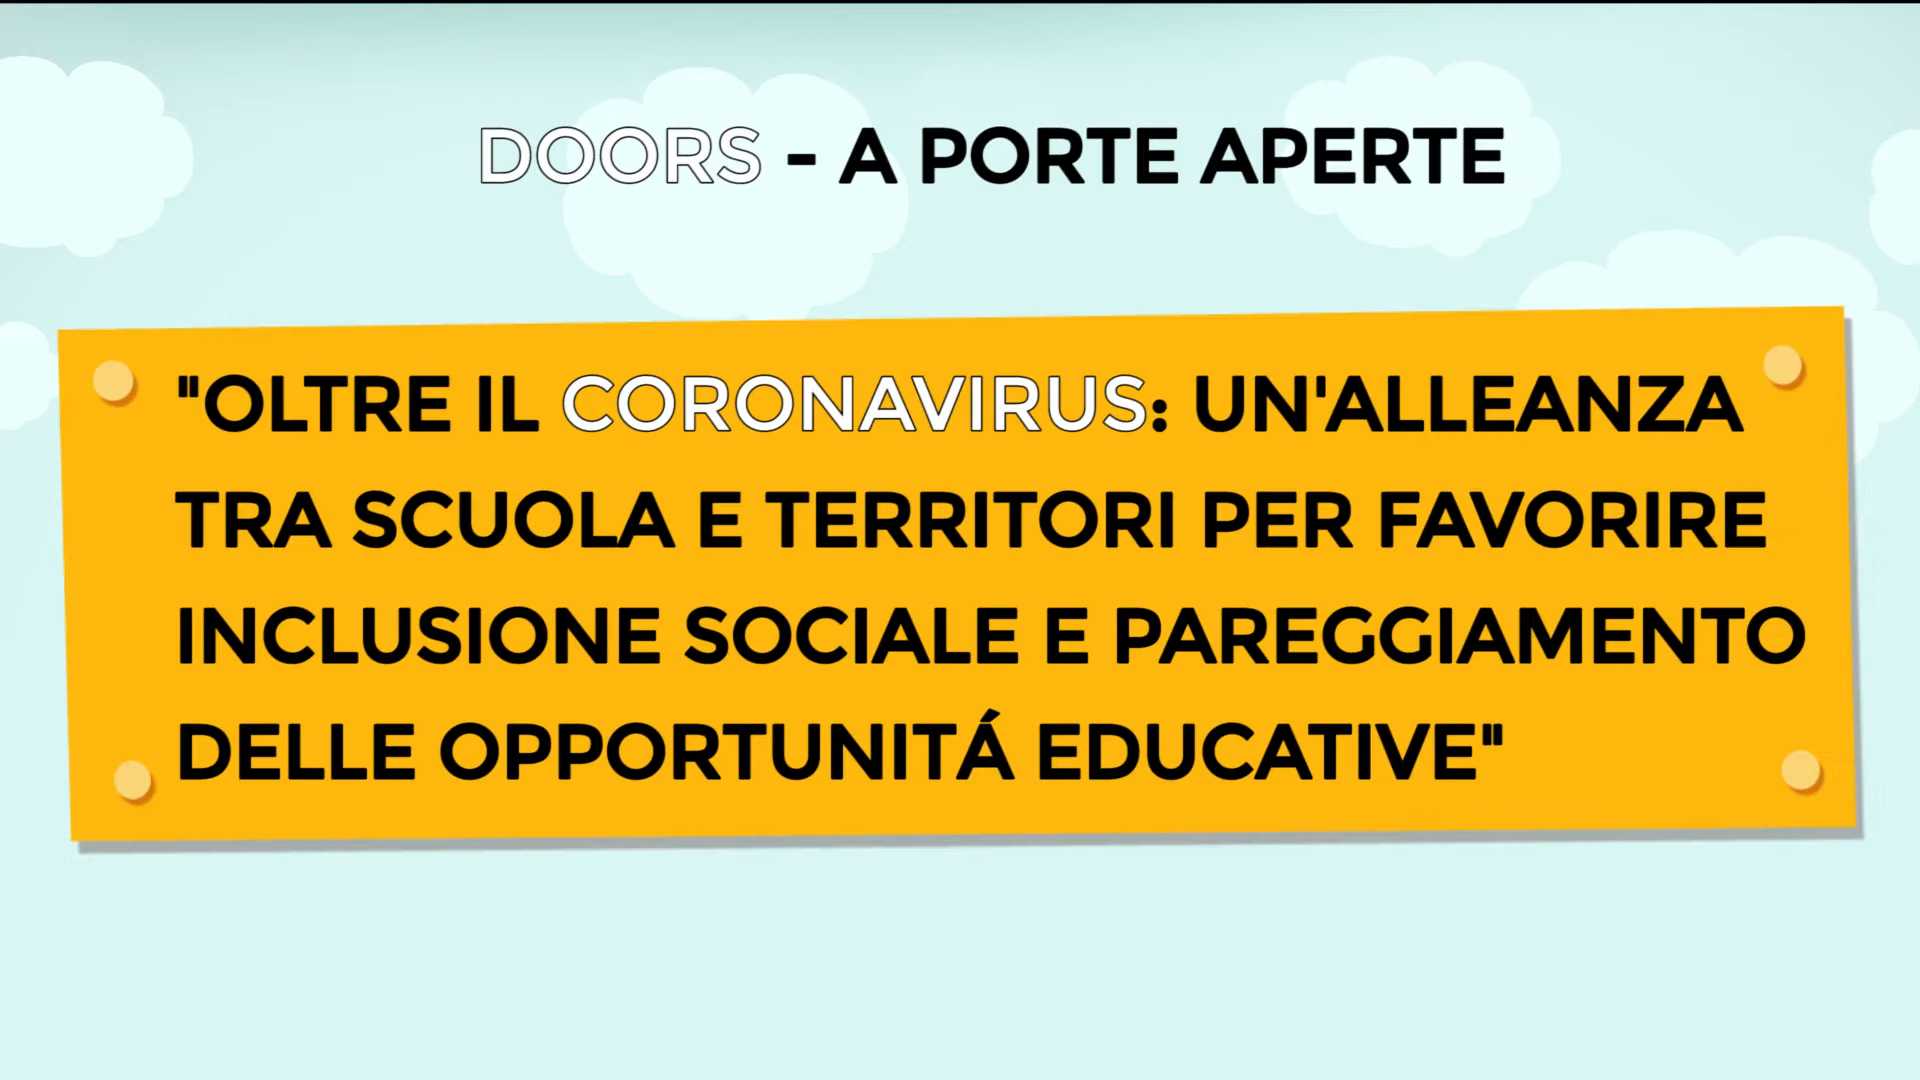 DOORS - A PORTE APERTE
"OLTRE IL CORONAVIRUS: UN'ALLEANZA
TRA SCUOLA E TERRITORI PER FAVORIRE
INCLUSIONE SOCIALE E PAREGGIAMENTO
DELLE OPPORTUNITÁ EDUCATIVE"